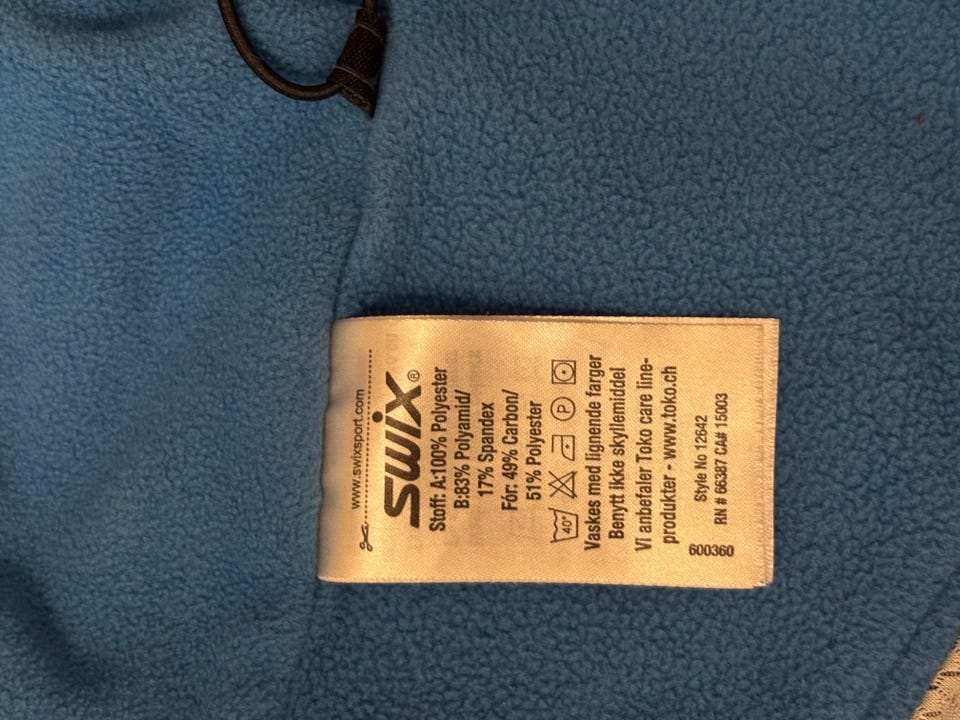 www.swixsport.com
swix®
Stoff: A:100% Polyester
B:83% Polyamid/
17% Spandex
Fór: 49% Carbon/
51% Polyester
40° P
Vaskes med lignende farger
Benytt ikke skyllemiddel
Vi anbefaler Toko care line-
produkter - www.toko.ch
Style No 12642
RN # 66387 CA# 15003
600360